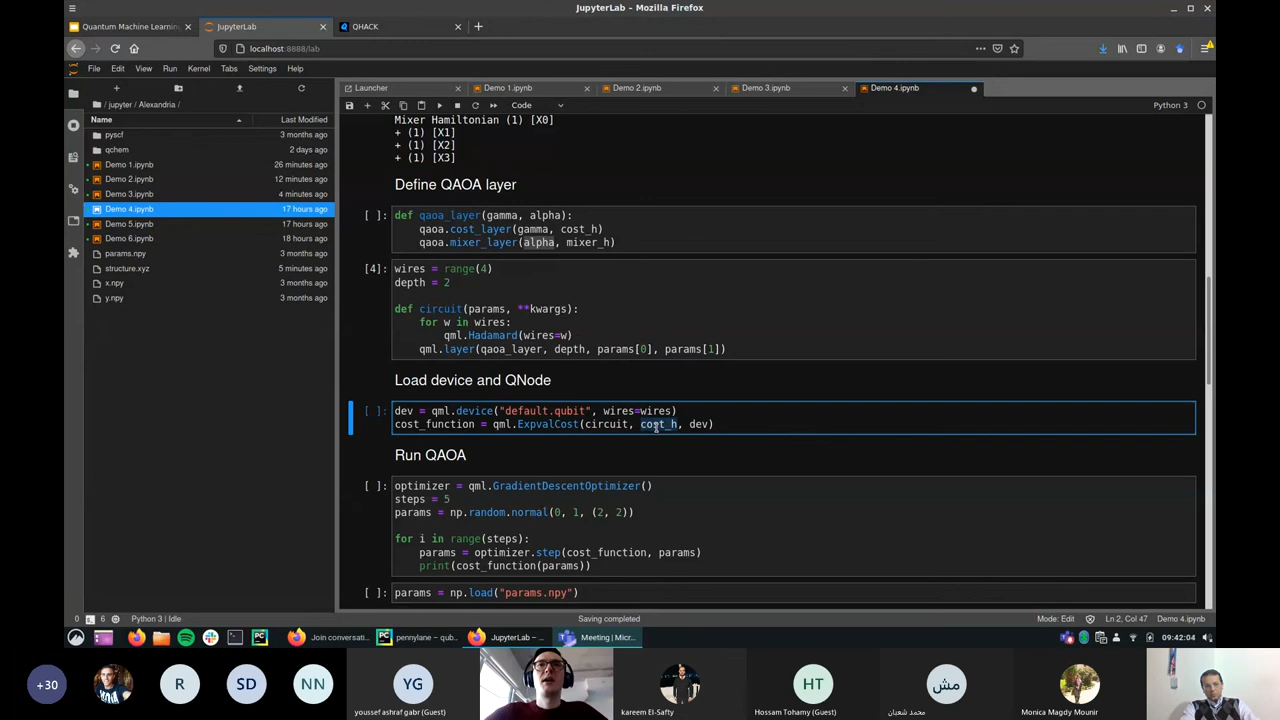 JupyterLab - Mozilla Firefox
Quantum Machine Learnin
JupyterLab
QHACK
localhost:8888/lab
File Edit View Run Kernel Tabs Settings Help
Launcher
Demo 1.ipynb
Demo 2.ipynb
Demo 3.ipynb
Demo 4.ipynb
Code
Python 3
/ jupyter / Alexandria /
Name Last Modified
pyscf 3 months ago
qchem 2 days ago
Demo 1.ipynb 26 minutes ago
Demo 2.ipynb 12 minutes ago
Demo 3.ipynb 4 minutes ago
Demo 4.ipynb 17 hours ago
Demo 5.ipynb 17 hours ago
Demo 6.ipynb 18 hours ago
params.npy 3 months ago
structure.xyz 5 minutes ago
x.npy 3 months ago
y.npy 3 months ago
Mixer Hamiltonian (1) [X0]
+ (1) [X1]
+ (1) [X2]
+ (1) [X3]
Define QAOA layer
[ ]: def qaoa_layer(gamma, alpha):
qaoa.cost_layer(gamma, cost_h)
qaoa.mixer_layer(alpha, mixer_h)
[4]: wires = range(4)
depth = 2
def circuit(params, **kwargs):
for w in wires:
qml.Hadamard(wires=w)
qml.layer(qaoa_layer, depth, params[0], params[1])
Load device and QNode
[ ]: dev = qml.device("default.qubit", wires=wires)
cost_function = qml.ExpvalCost(circuit, cost_h, dev)
Run QAOA
[ ]: optimizer = qml.GradientDescentOptimizer()
steps = 5
params = np.random.normal(0, 1, (2, 2))
for i in range(steps):
params = optimizer.step(cost_function, params)
print(cost_function(params))
[ ]: params = np.load("params.npy")
0 6 Python 3 | Idle
Saving completed
Mode: Edit
Ln 2, Col 47
Demo 4.ipynb
Join conversati...
pennylane – qub...
JupyterLab – ...
Meeting | Micr...
09:42:04
+30
R
SD
NN
YG
HT
مش
youssef ashraf gabr (Guest)
kareem El-Safty
Hossam Tohamy (Guest)
محمد شعبان
Monica Magdy Mounir